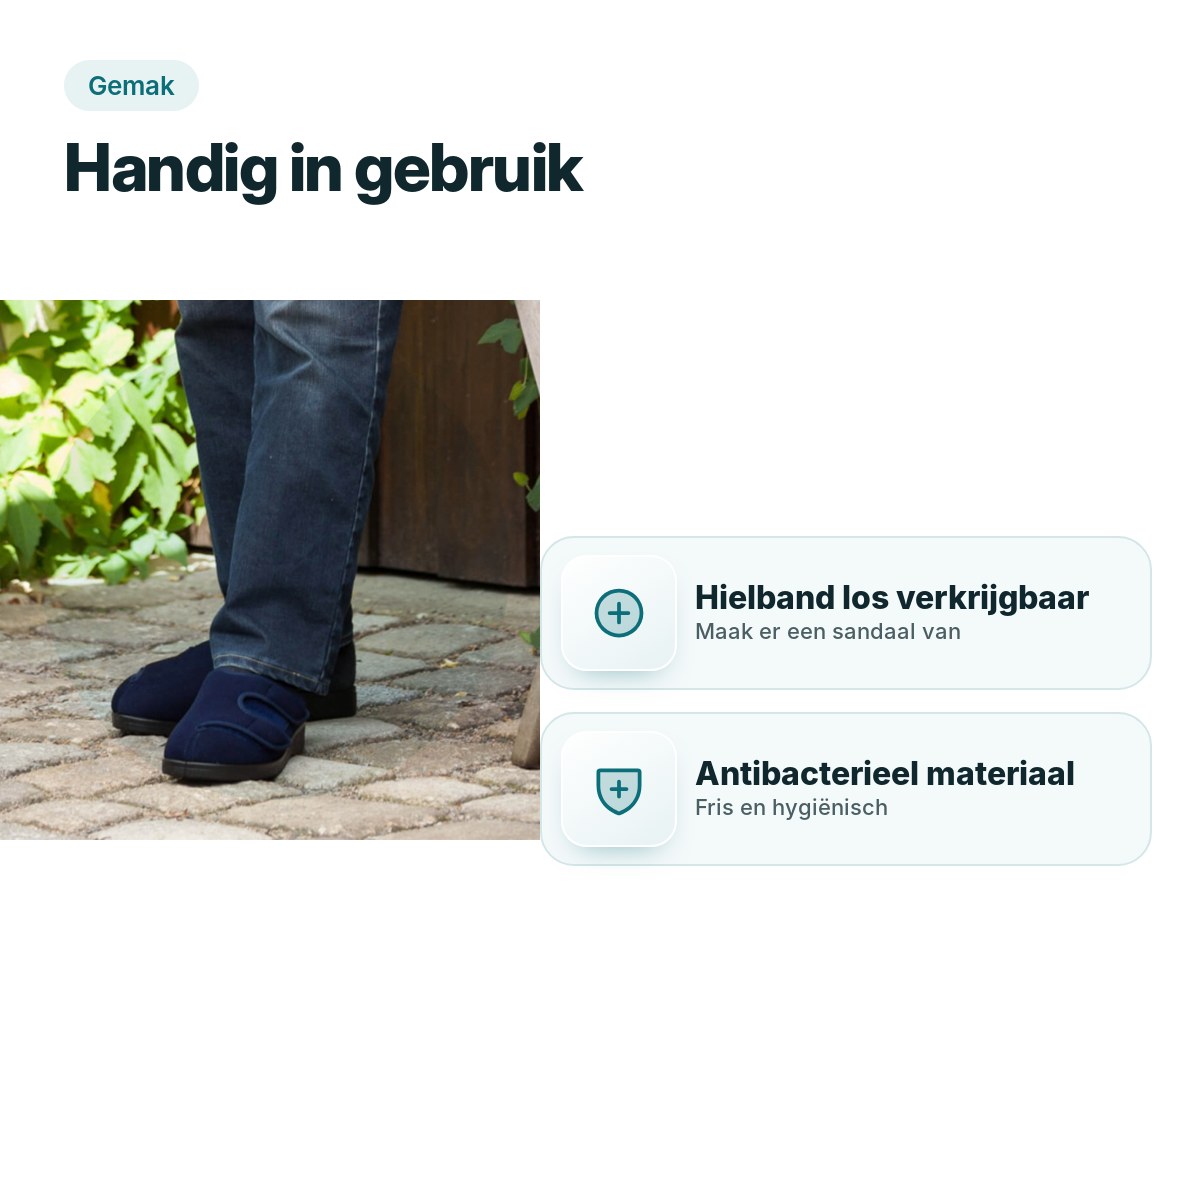 Gemak
Handig in gebruik
Hielband los verkrijgbaar
Maak er een sandaal van
Antibacterieel materiaal
Fris en hygiënisch